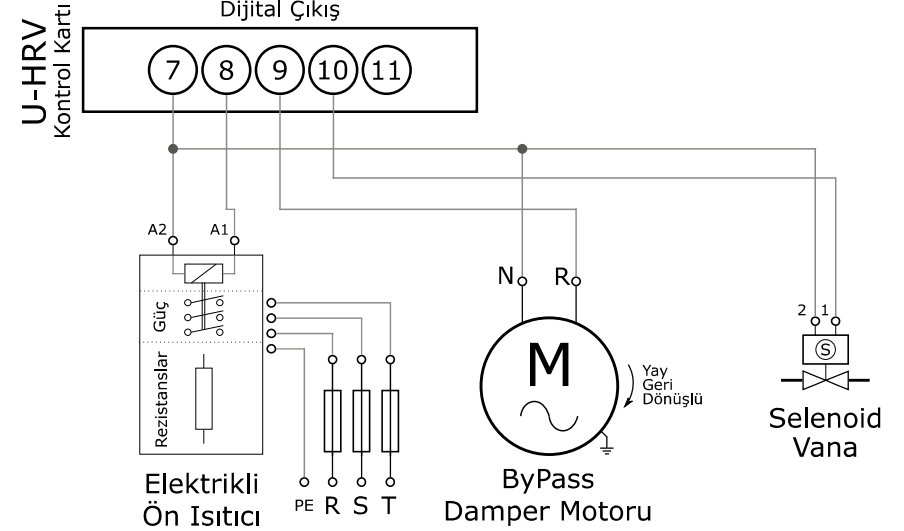 Dijital Çıkış
U-HRV
Kontrol Kartı
7 8 9 10 11
A2 A1
Güç
Rezistanslar
N R
M
Yay
Geri
Dönüşlü
2 1
S
Selenoid
Vana
PE R S T
Elektrikli
Ön Isıtıcı
ByPass
Damper Motoru